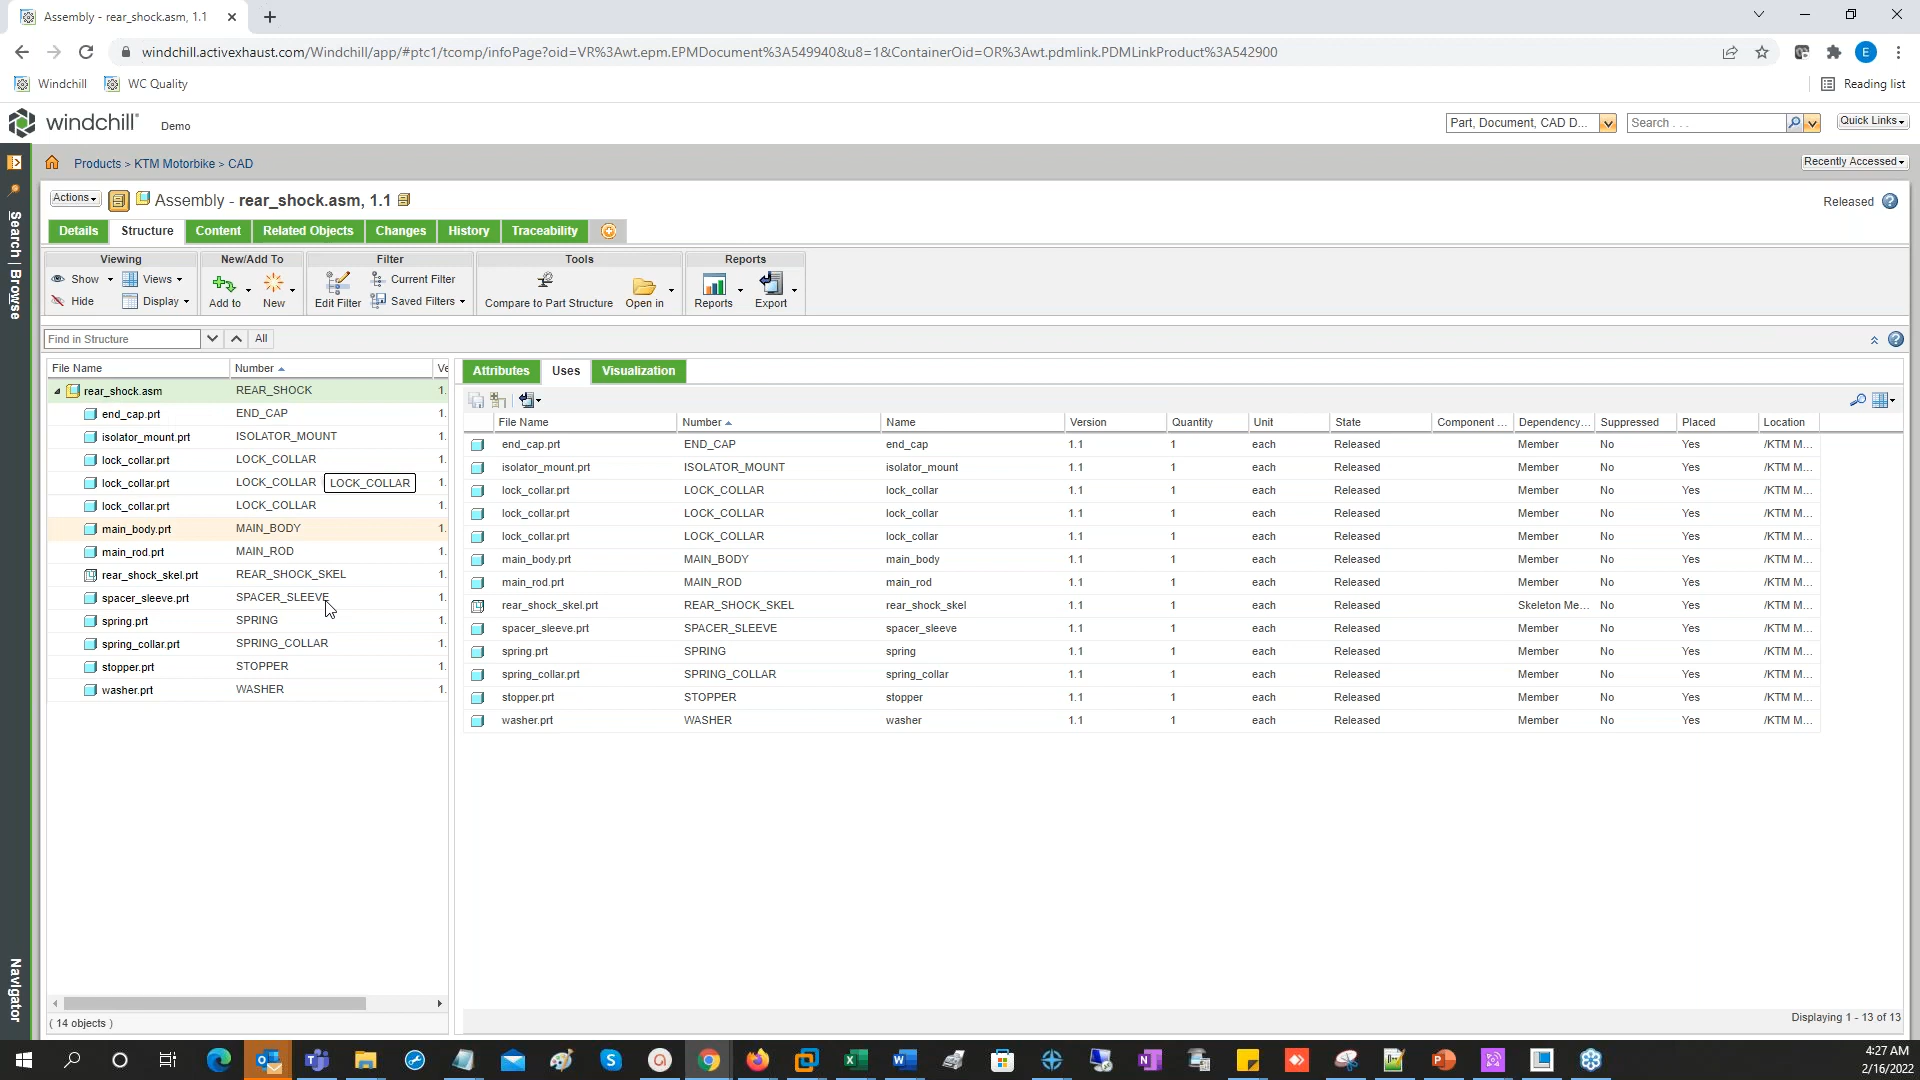 Assembly - rear_shock.asm, 1.1
windchill.activexhaust.com/Windchill/app/#ptc1/tcomp/infoPage?oid=VR%3Awt.epm.EPMDocument%3A549940&u8=1&ContainerOid=OR%3Awt.pdmlink.PDMLinkProduct%3A542900
E
Windchill WC Quality Reading list
windchill Demo Part, Document, CAD D... Search . . . Quick Links
Products > KTM Motorbike > CAD Recently Accessed
Actions Assembly - rear_shock.asm, 1.1 Released
Details Structure Content Related Objects Changes History Traceability
Viewing New/Add To Filter Tools Reports
Show Views Current Filter
Hide Display Add to New Edit Filter Saved Filters Compare to Part Structure Open in Reports Export
Find in Structure All
Search | Browse
Navigator
File Name Number Ve
rear_shock.asm REAR_SHOCK 1.
end_cap.prt END_CAP 1.
isolator_mount.prt ISOLATOR_MOUNT 1.
lock_collar.prt LOCK_COLLAR 1.
lock_collar.prt LOCK_COLLAR LOCK_COLLAR 1.
lock_collar.prt LOCK_COLLAR 1.
main_body.prt MAIN_BODY 1.
main_rod.prt MAIN_ROD 1.
rear_shock_skel.prt REAR_SHOCK_SKEL 1.
spacer_sleeve.prt SPACER_SLEEVE 1.
spring.prt SPRING 1.
spring_collar.prt SPRING_COLLAR 1.
stopper.prt STOPPER 1.
washer.prt WASHER 1.
( 14 objects )
Attributes Uses Visualization
File Name Number Name Version Quantity Unit State Component ... Dependency... Suppressed Placed Location
end_cap.prt END_CAP end_cap 1.1 1 each Released Member No Yes /KTM M...
isolator_mount.prt ISOLATOR_MOUNT isolator_mount 1.1 1 each Released Member No Yes /KTM M...
lock_collar.prt LOCK_COLLAR lock_collar 1.1 1 each Released Member No Yes /KTM M...
lock_collar.prt LOCK_COLLAR lock_collar 1.1 1 each Released Member No Yes /KTM M...
lock_collar.prt LOCK_COLLAR lock_collar 1.1 1 each Released Member No Yes /KTM M...
main_body.prt MAIN_BODY main_body 1.1 1 each Released Member No Yes /KTM M...
main_rod.prt MAIN_ROD main_rod 1.1 1 each Released Member No Yes /KTM M...
rear_shock_skel.prt REAR_SHOCK_SKEL rear_shock_skel 1.1 1 each Released Skeleton Me... No Yes /KTM M...
spacer_sleeve.prt SPACER_SLEEVE spacer_sleeve 1.1 1 each Released Member No Yes /KTM M...
spring.prt SPRING spring 1.1 1 each Released Member No Yes /KTM M...
spring_collar.prt SPRING_COLLAR spring_collar 1.1 1 each Released Member No Yes /KTM M...
stopper.prt STOPPER stopper 1.1 1 each Released Member No Yes /KTM M...
washer.prt WASHER washer 1.1 1 each Released Member No Yes /KTM M...
Displaying 1 - 13 of 13
4:27 AM
2/16/2022